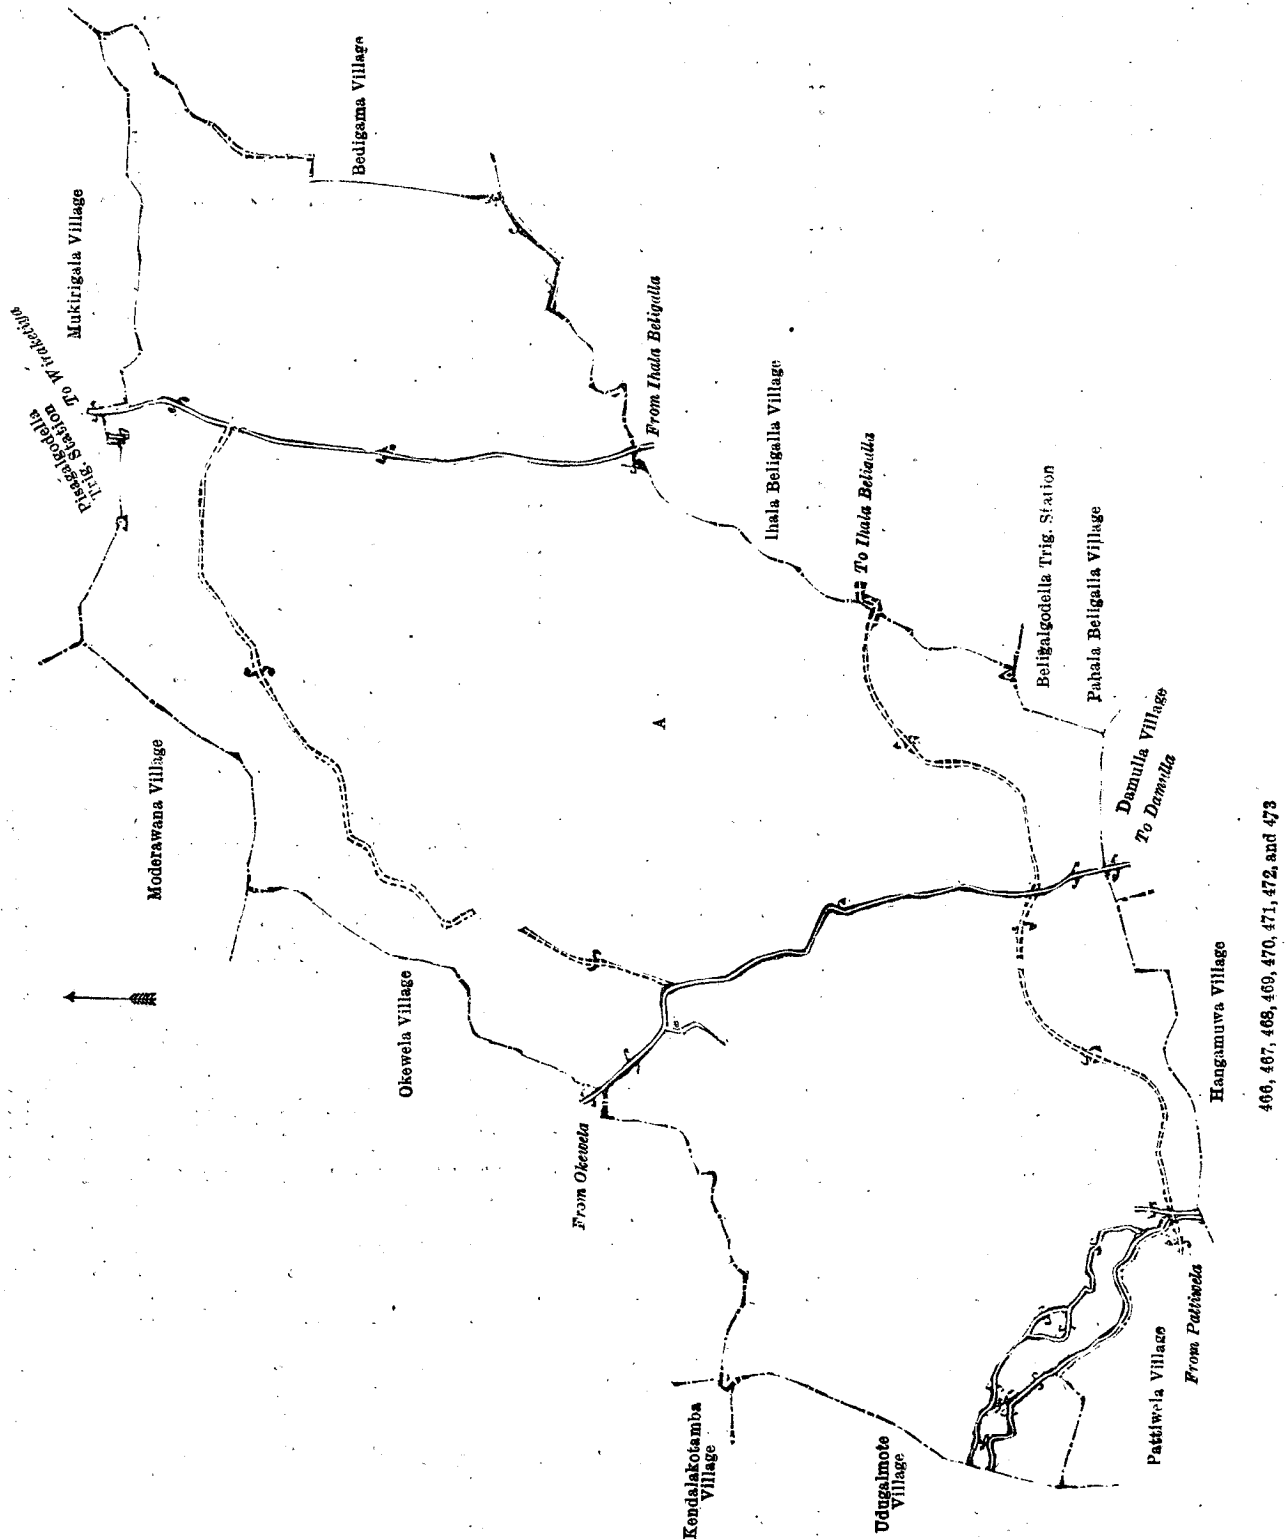 Pisagalgodella
Trig. Station
To Wiraketiya
Mukirigala Village
Bedigama Village
Moderawana Village
From Ihala Beligalla
Ihala Beligalla Village
Okewela Village
A
To Ihala Beligalla
Beligalgodella Trig. Station
Pahala Beligalla Village
From Okewela
Damulla Village
To Damulla
Kendalakotamba
Village
Udugalmote
Village
Hangamuwa Village
Pattiwela Village
From Pattiwela
466, 467, 468, 469, 470, 471, 472, and 473